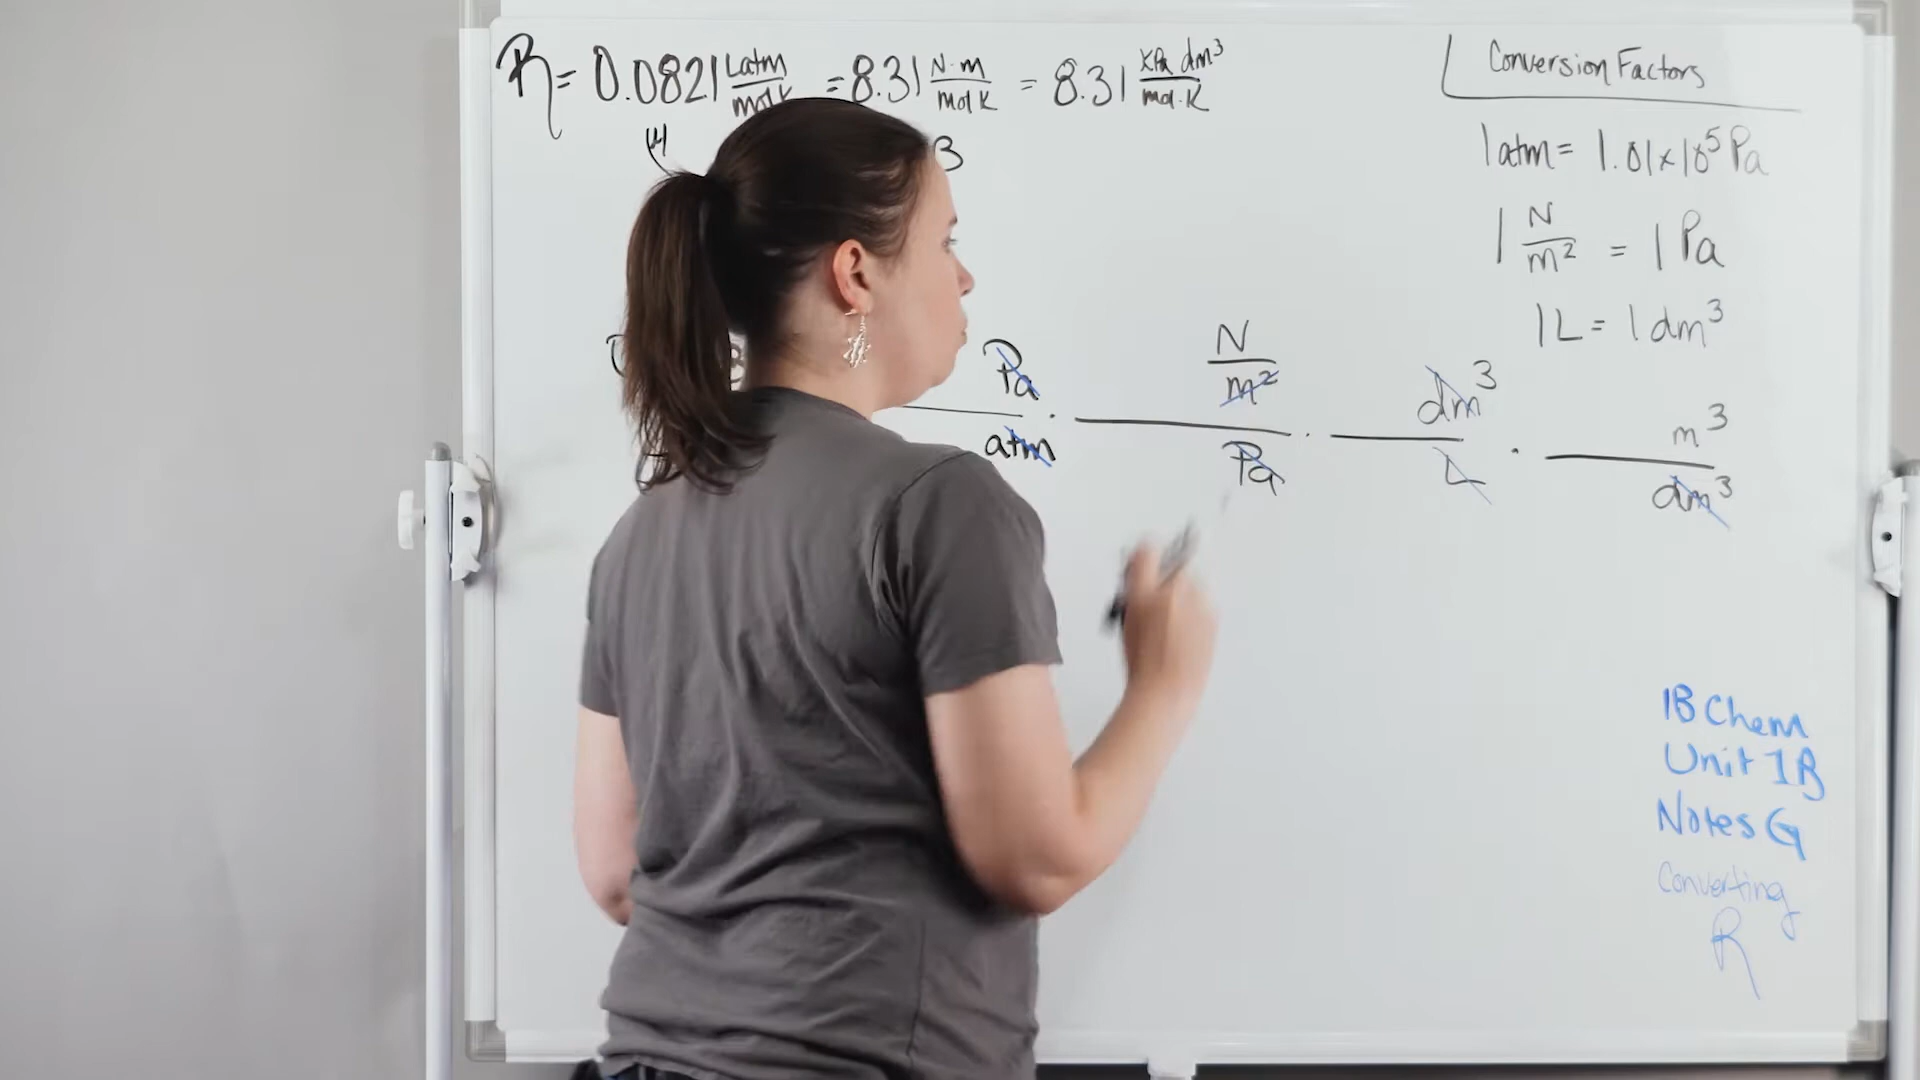 R = 0.0821 L atm / mol K = 8.31 N·m / mol K = 8.31 KPa dm³ / mol·K
Conversion Factors
1 atm = 1.01 x 10⁵ Pa
1 N / m² = 1 Pa
1 L = 1 dm³
Pa / atm · N / m² / Pa · dm³ / L · m³ / dm³
IB Chem
Unit 1B
Notes G
Converting
R